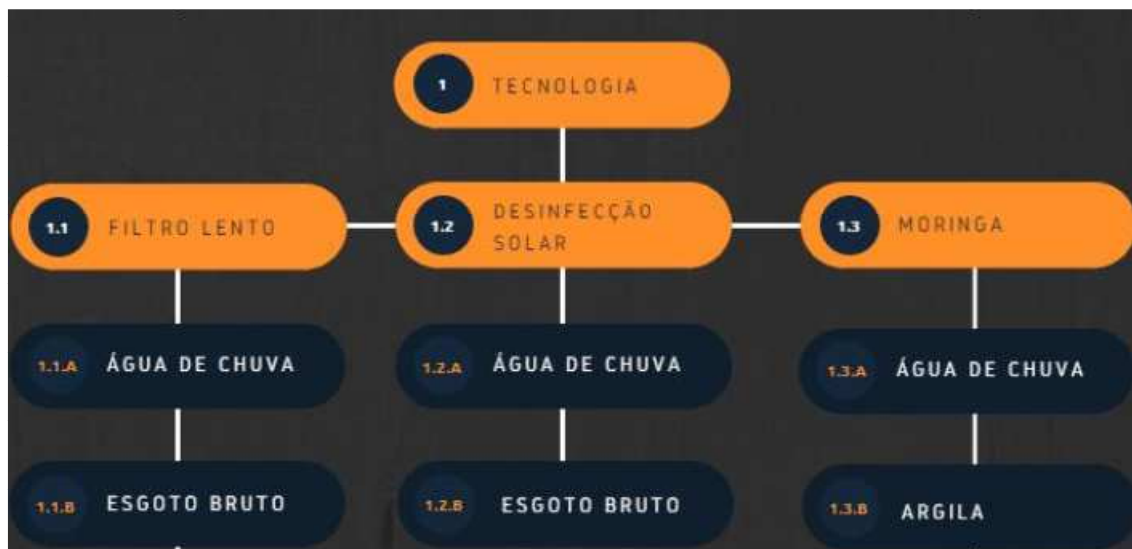 1 TECNOLOGIA
1.1 FILTRO LENTO
1.2 DESINFECÇÃO
SOLAR
1.3 MORINGA
1.1.A ÁGUA DE CHUVA
1.2.A ÁGUA DE CHUVA
1.3.A ÁGUA DE CHUVA
1.1.B ESGOTO BRUTO
1.2.B ESGOTO BRUTO
1.3.B ARGILA